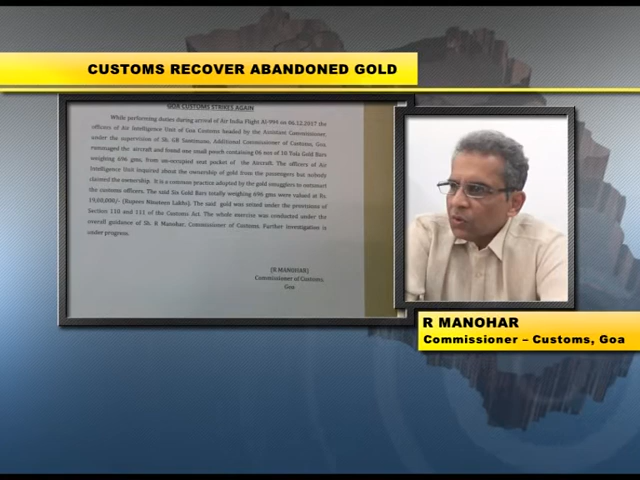 CUSTOMS RECOVER ABANDONED GOLD
GOA CUSTOMS STRIKES AGAIN
While performing duties during arrival of Air India Flight AI-994 on 06.12.2017 the
officers of Air Intelligence Unit of Goa Customs headed by the Assistant Commissioner,
under the supervision of Sh. GB Santhimano, Additional Commissioner of Customs, Goa,
rummaged the aircraft and found one small pouch containing 06 nos of 10 Tola Gold Bars
weighing 696 gms, from un-occupied seat pocket of the Aircraft. The officers of Air
Intelligence Unit inquired about the ownership of gold from the passengers but nobody
claimed the ownership. It is a common practice adopted by the gold smugglers to outsmart
the customs officers. The said Six Gold Bars totally weighing 696 gms were valued at Rs.
19,60,000/- (Rupees Nineteen Lakhs). The said gold was seized under the provisions of
Section 110 and 111 of the Customs Act. The whole exercise was conducted under the
overall guidance of Sh. R Manohar, Commissioner of Customs. Further investigation is
under progress.
(R MANOHAR)
Commissioner of Customs
Goa
R MANOHAR
Commissioner – Customs, Goa